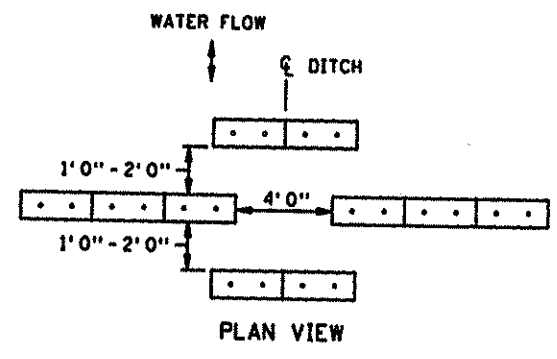 WATER FLOW
℄ DITCH
1'0"-2'0"
4'0"
1'0"-2'0"
PLAN VIEW